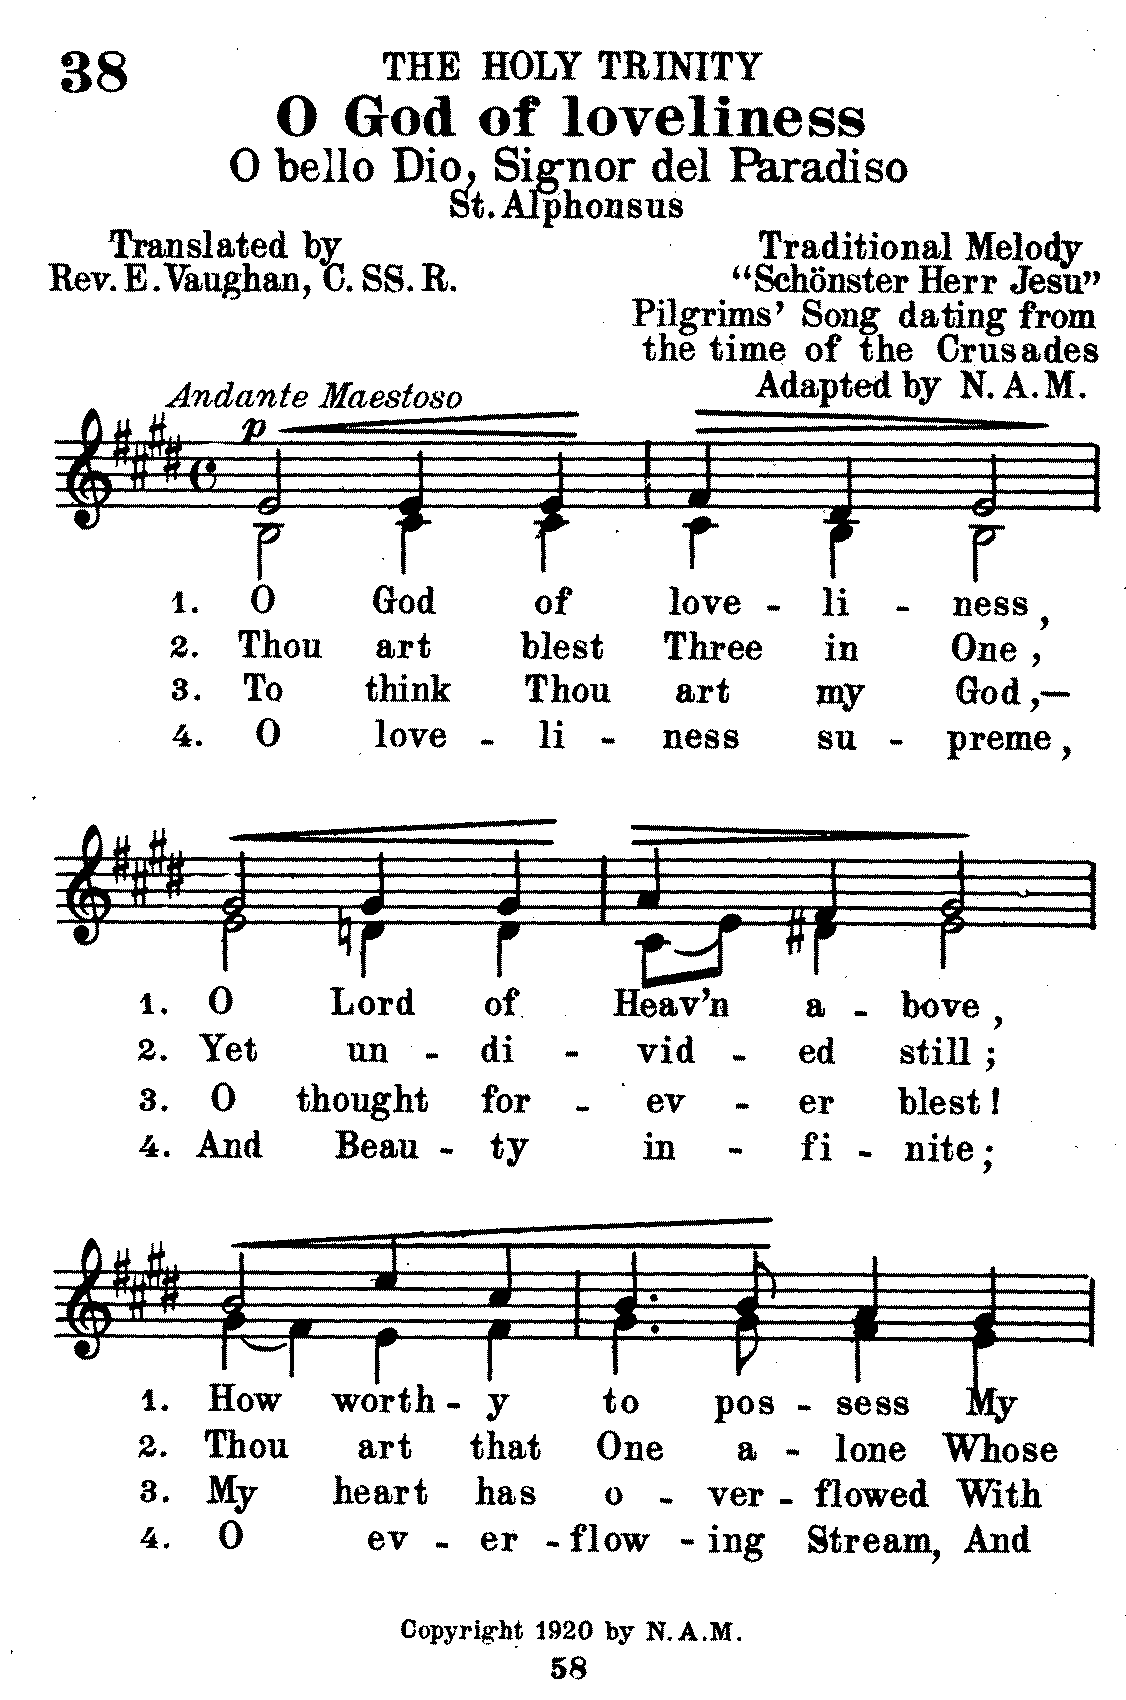 38
THE HOLY TRINITY
O God of loveliness
O bello Dio, Signor del Paradiso
St. Alphonsus
Translated by
Rev. E. Vaughan, C. SS. R.
Traditional Melody
“Schönster Herr Jesu”
Pilgrims’ Song dating from
the time of the Crusades
Adapted by N. A. M.
Andante Maestoso
p
1. O God of love - li - ness,
2. Thou art blest Three in One,
3. To think Thou art my God,—
4. O love - li - ness su - preme,
1. O Lord of Heav’n a - bove,
2. Yet un - di - vid - ed still;
3. O thought for - ev - er blest!
4. And Beau - ty in - fi - nite;
1. How worth - y to pos - sess My
2. Thou art that One a - lone Whose
3. My heart has o - ver - flowed With
4. O ev - er - flow - ing Stream, And
Copyright 1920 by N. A. M.
58